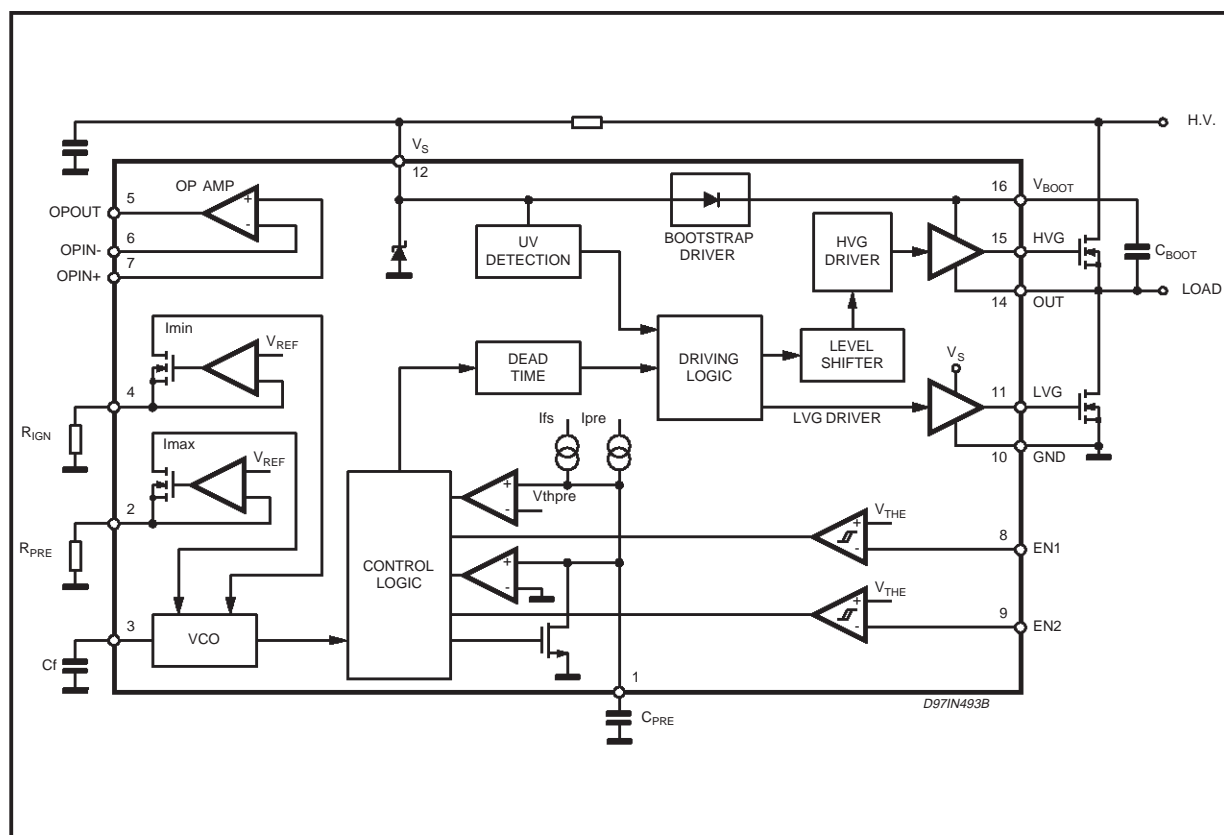 H.V.
VS
12
OP AMP
5
OPOUT
+
-
6
OPIN-
7
OPIN+
UV
DETECTION
BOOTSTRAP
DRIVER
HVG
DRIVER
16
VBOOT
15
HVG
CBOOT
14
OUT
LOAD
Imin
VREF
4
RIGN
DEAD
TIME
DRIVING
LOGIC
LEVEL
SHIFTER
VS
11
LVG
LVG DRIVER
10
GND
Imax
VREF
2
RPRE
Ifs
Ipre
+
-
Vthpre
CONTROL
LOGIC
+
-
VTHE
+
-
8
EN1
VTHE
+
-
9
EN2
3
VCO
Cf
1
CPRE
D97IN493B